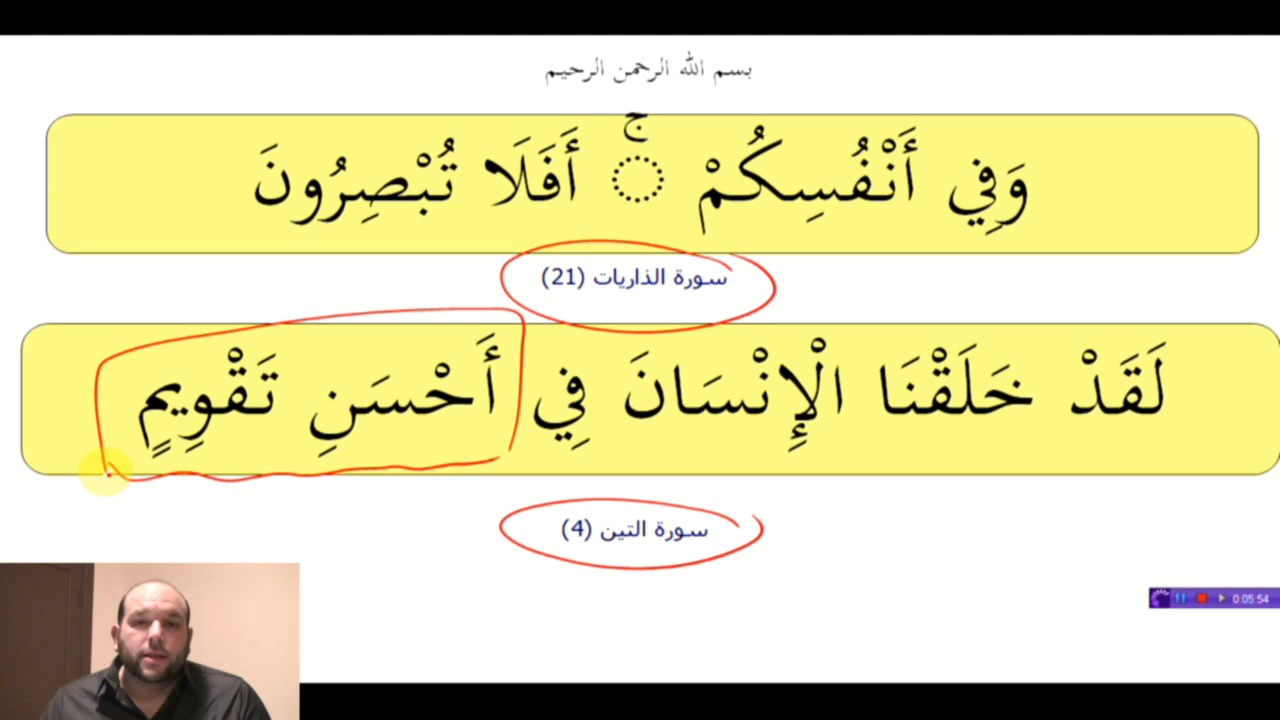 بسم الله الرحمن الرحيم
وَفِي أَنْفُسِكُمْ ۚ أَفَلَا تُبْصِرُونَ
سورة الذاريات (21)
لَقَدْ خَلَقْنَا الْإِنْسَانَ فِي أَحْسَنِ تَقْوِيمٍ
سورة التين (4)
0:05:54